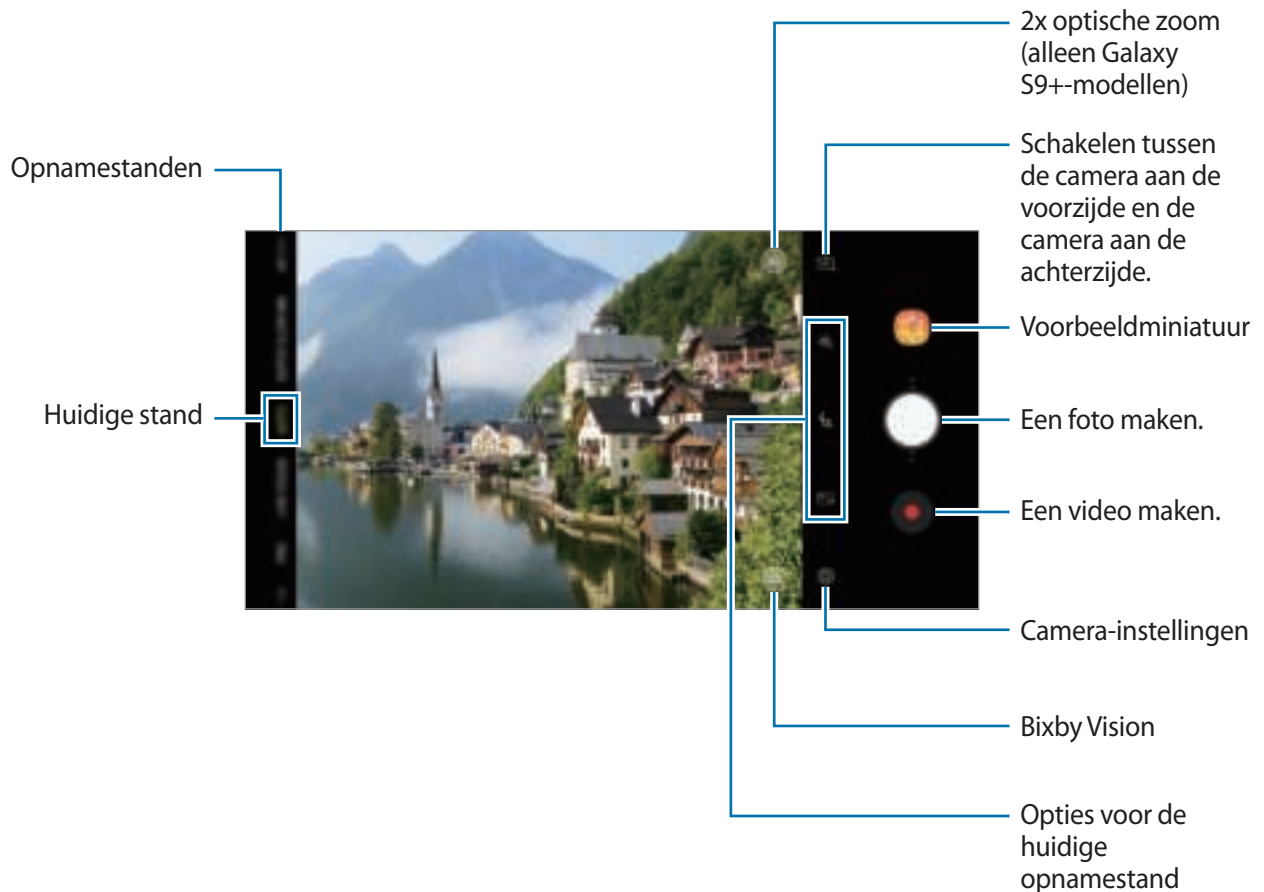 2x optische zoom
(alleen Galaxy
S9+-modellen)
Opnamestanden
Schakelen tussen
de camera aan de
voorzijde en de
camera aan de
achterzijde.
Voorbeeldminiatuur
Huidige stand
Een foto maken.
Een video maken.
Camera-instellingen
Bixby Vision
Opties voor de
huidige
opnamestand